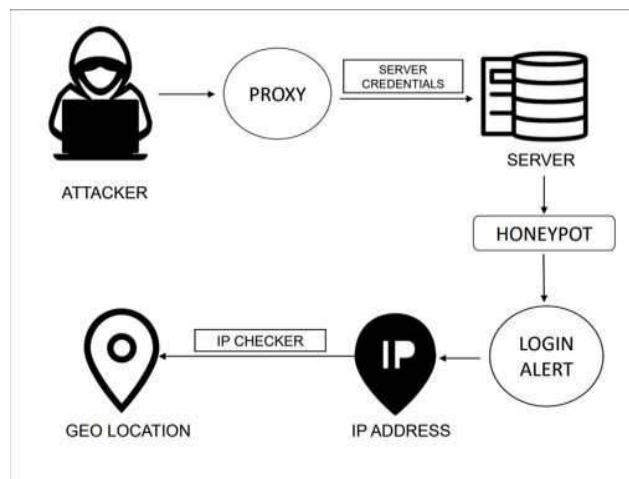 SERVER
CREDENTIALS
PROXY
SERVER
ATTACKER
HONEYPOT
LOGIN
ALERT
IP CHECKER
IP
GEO LOCATION
IP ADDRESS